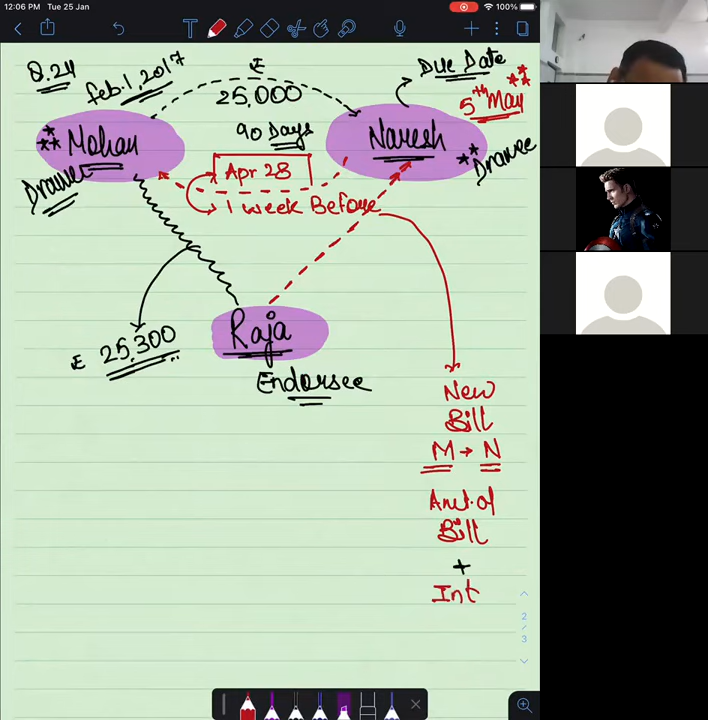 12:06 PM Tue 25 Jan
100%
Q.24
Feb.1, 2017
25,000
90 Days
Due Date
5th May
Mohan
Naresh
Drawer
Drawee
Apr 28
1 week Before
25,300
Raja
Endorsee
New
Bill
M → N
Amt. of
Bill
+
Int
2
3